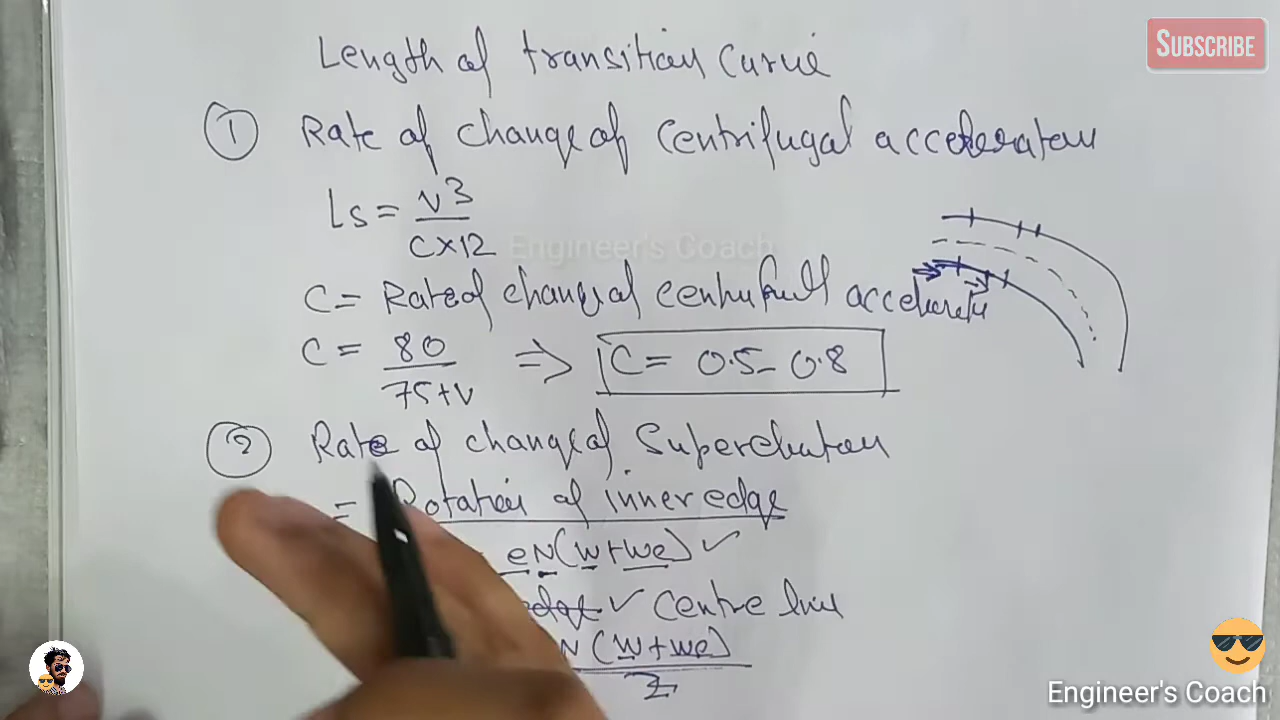 SUBSCRIBE
Length of transition Curve
① Rate of change of Centrifugal acceleration
Ls = v3
C×12
Engineer's Coach
C = Rate of change of centrifugal accelerate
C = 80 ⇒ C = 0.5 - 0.8
75+v
② Rate of change of Superelevation
= Rotation of inner edge
eN(w+we) ✓
✓ Centre line
N (w+we)
2
Engineer's Coach